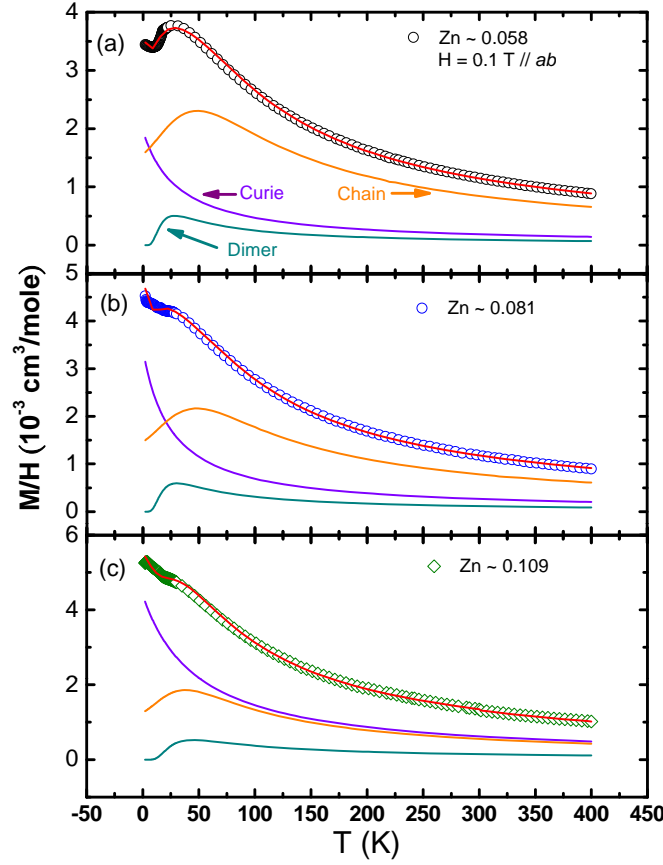 (a)
Zn ~ 0.058
H = 0.1 T // ab
Curie
Chain
Dimer
4
3
2
1
0
(b)
Zn ~ 0.081
5
4
3
2
1
0
M/H (10⁻³ cm³/mole)
(c)
Zn ~ 0.109
6
4
2
0
-50 0 50 100 150 200 250 300 350 400 450
T (K)